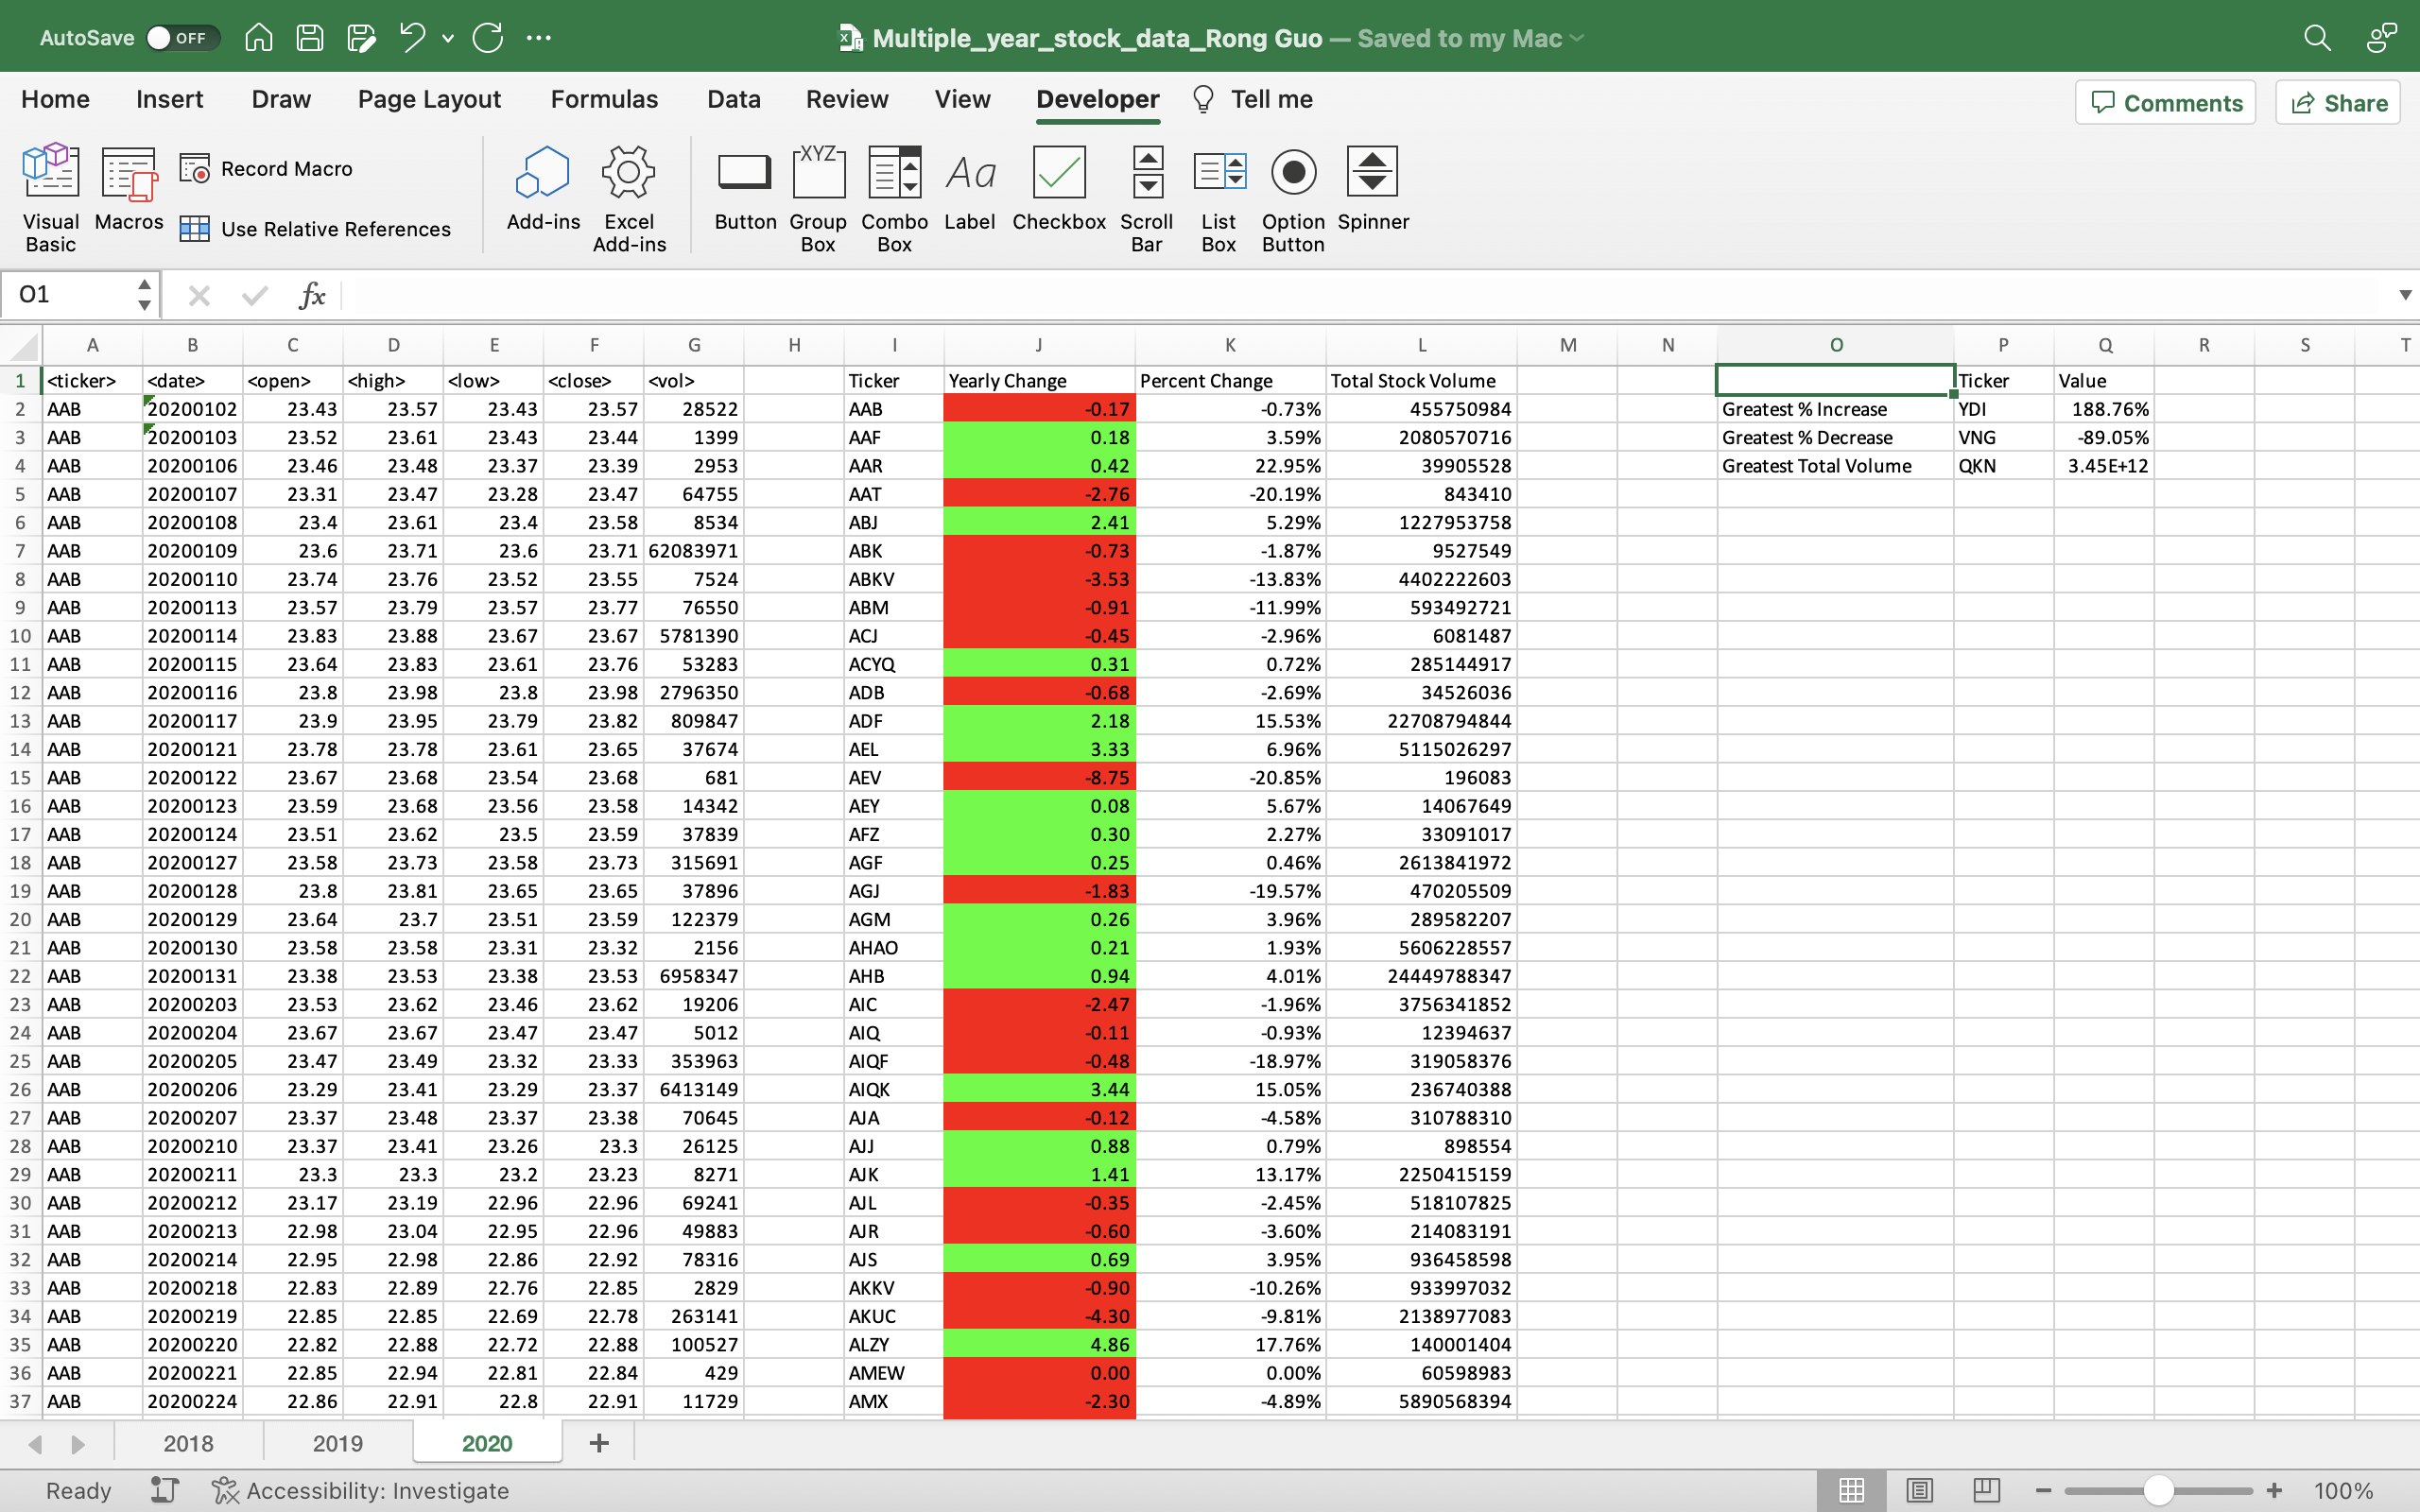 AutoSave OFF Multiple_year_stock_data_Rong Guo — Saved to my Mac
Home Insert Draw Page Layout Formulas Data Review View Developer Tell me Comments Share
Visual Basic Macros Record Macro Use Relative References Add-ins Excel Add-ins Button Group Box Combo Box Label Checkbox Scroll Bar List Box Option Button Spinner
O1 fx
A B C D E F G H I J K L M N O P Q R S T
1 <ticker> <date> <open> <high> <low> <close> <vol> Ticker Yearly Change Percent Change Total Stock Volume Ticker Value
2 AAB 20200102 23.43 23.57 23.43 23.57 28522 AAB -0.17 -0.73% 455750984 Greatest % Increase YDI 188.76%
3 AAB 20200103 23.52 23.61 23.43 23.44 1399 AAF 0.18 3.59% 2080570716 Greatest % Decrease VNG -89.05%
4 AAB 20200106 23.46 23.48 23.37 23.39 2953 AAR 0.42 22.95% 39905528 Greatest Total Volume QKN 3.45E+12
5 AAB 20200107 23.31 23.47 23.28 23.47 64755 AAT -2.76 -20.19% 843410
6 AAB 20200108 23.4 23.61 23.4 23.58 8534 ABJ 2.41 5.29% 1227953758
7 AAB 20200109 23.6 23.71 23.6 23.71 62083971 ABK -0.73 -1.87% 9527549
8 AAB 20200110 23.74 23.76 23.52 23.55 7524 ABKV -3.53 -13.83% 4402222603
9 AAB 20200113 23.57 23.79 23.57 23.77 76550 ABM -0.91 -11.99% 593492721
10 AAB 20200114 23.83 23.88 23.67 23.67 5781390 ACJ -0.45 -2.96% 6081487
11 AAB 20200115 23.64 23.83 23.61 23.76 53283 ACYQ 0.31 0.72% 285144917
12 AAB 20200116 23.8 23.98 23.8 23.98 2796350 ADB -0.68 -2.69% 34526036
13 AAB 20200117 23.9 23.95 23.79 23.82 809847 ADF 2.18 15.53% 22708794844
14 AAB 20200121 23.78 23.78 23.61 23.65 37674 AEL 3.33 6.96% 5115026297
15 AAB 20200122 23.67 23.68 23.54 23.68 681 AEV -8.75 -20.85% 196083
16 AAB 20200123 23.59 23.68 23.56 23.58 14342 AEY 0.08 5.67% 14067649
17 AAB 20200124 23.51 23.62 23.5 23.59 37839 AFZ 0.30 2.27% 33091017
18 AAB 20200127 23.58 23.73 23.58 23.73 315691 AGF 0.25 0.46% 2613841972
19 AAB 20200128 23.8 23.81 23.65 23.65 37896 AGJ -1.83 -19.57% 470205509
20 AAB 20200129 23.64 23.7 23.51 23.59 122379 AGM 0.26 3.96% 289582207
21 AAB 20200130 23.58 23.58 23.31 23.32 2156 AHAO 0.21 1.93% 5606228557
22 AAB 20200131 23.38 23.53 23.38 23.53 6958347 AHB 0.94 4.01% 24449788347
23 AAB 20200203 23.53 23.62 23.46 23.62 19206 AIC -2.47 -1.96% 3756341852
24 AAB 20200204 23.67 23.67 23.47 23.47 5012 AIQ -0.11 -0.93% 12394637
25 AAB 20200205 23.47 23.49 23.32 23.33 353963 AIQF -0.48 -18.97% 319058376
26 AAB 20200206 23.29 23.41 23.29 23.37 6413149 AIQK 3.44 15.05% 236740388
27 AAB 20200207 23.37 23.48 23.37 23.38 70645 AJA -0.12 -4.58% 310788310
28 AAB 20200210 23.37 23.41 23.26 23.3 26125 AJJ 0.88 0.79% 898554
29 AAB 20200211 23.3 23.3 23.2 23.23 8271 AJK 1.41 13.17% 2250415159
30 AAB 20200212 23.17 23.19 22.96 22.96 69241 AJL -0.35 -2.45% 518107825
31 AAB 20200213 22.98 23.04 22.95 22.96 49883 AJR -0.60 -3.60% 214083191
32 AAB 20200214 22.95 22.98 22.86 22.92 78316 AJS 0.69 3.95% 936458598
33 AAB 20200218 22.83 22.89 22.76 22.85 2829 AKKV -0.90 -10.26% 933997032
34 AAB 20200219 22.85 22.85 22.69 22.78 263141 AKUC -4.30 -9.81% 2138977083
35 AAB 20200220 22.82 22.88 22.72 22.88 100527 ALZY 4.86 17.76% 140001404
36 AAB 20200221 22.85 22.94 22.81 22.84 429 AMEW 0.00 0.00% 60598983
37 AAB 20200224 22.86 22.91 22.8 22.91 11729 AMX -2.30 -4.89% 5890568394
2018 2019 2020 +
Ready Accessibility: Investigate 100%